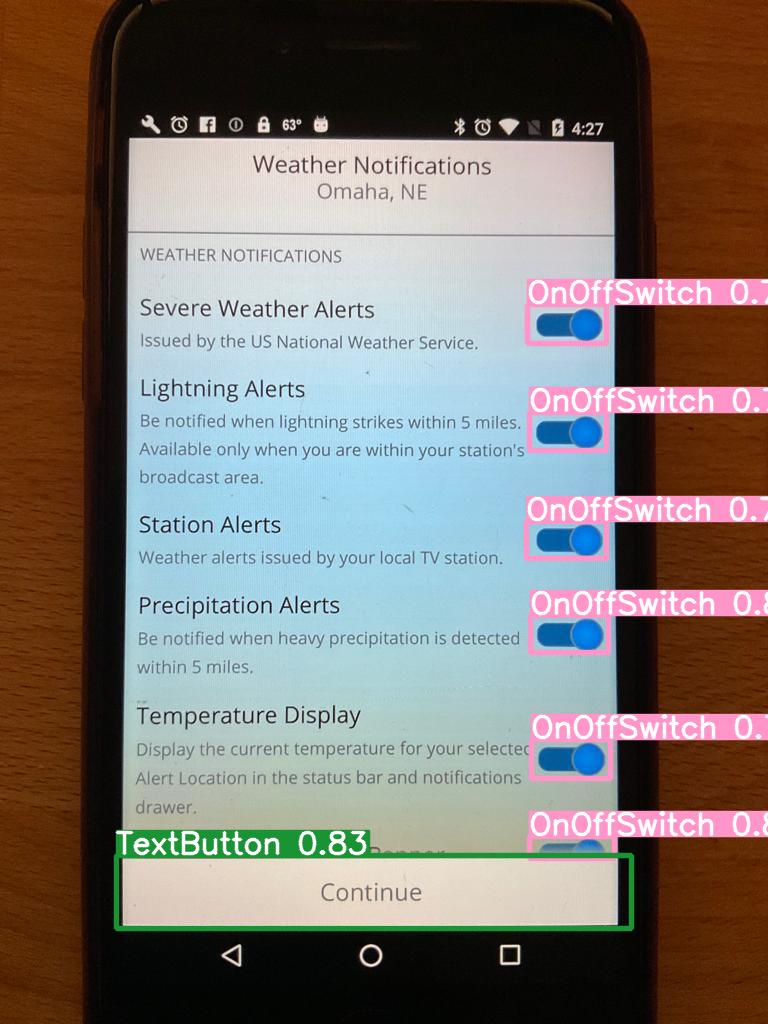 63° 4:27
Weather Notifications
Omaha, NE
WEATHER NOTIFICATIONS
OnOffSwitch 0.7
Severe Weather Alerts
Issued by the US National Weather Service.
OnOffSwitch 0.7
Lightning Alerts
Be notified when lightning strikes within 5 miles.
Available only when you are within your station's
broadcast area.
OnOffSwitch 0.7
Station Alerts
Weather alerts issued by your local TV station.
OnOffSwitch 0.8
Precipitation Alerts
Be notified when heavy precipitation is detected
within 5 miles.
OnOffSwitch 0.7
Temperature Display
Display the current temperature for your selected
Alert Location in the status bar and notifications
drawer.
OnOffSwitch 0.8
TextButton 0.83
Continue